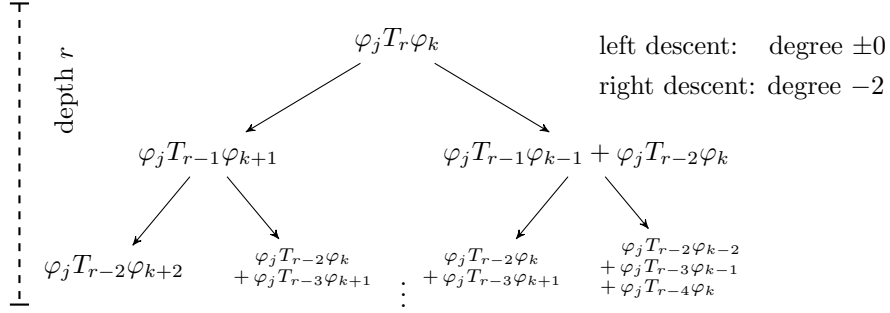 φ_j T_r φ_k
left descent: degree ±0
right descent: degree −2
depth r
φ_j T_{r−1} φ_{k+1}
φ_j T_{r−1} φ_{k−1} + φ_j T_{r−2} φ_k
φ_j T_{r−2} φ_{k+2}
φ_j T_{r−2} φ_k
+ φ_j T_{r−3} φ_{k+1}
φ_j T_{r−2} φ_k
+ φ_j T_{r−3} φ_{k+1}
φ_j T_{r−2} φ_{k−2}
+ φ_j T_{r−3} φ_{k−1}
+ φ_j T_{r−4} φ_k
⋮